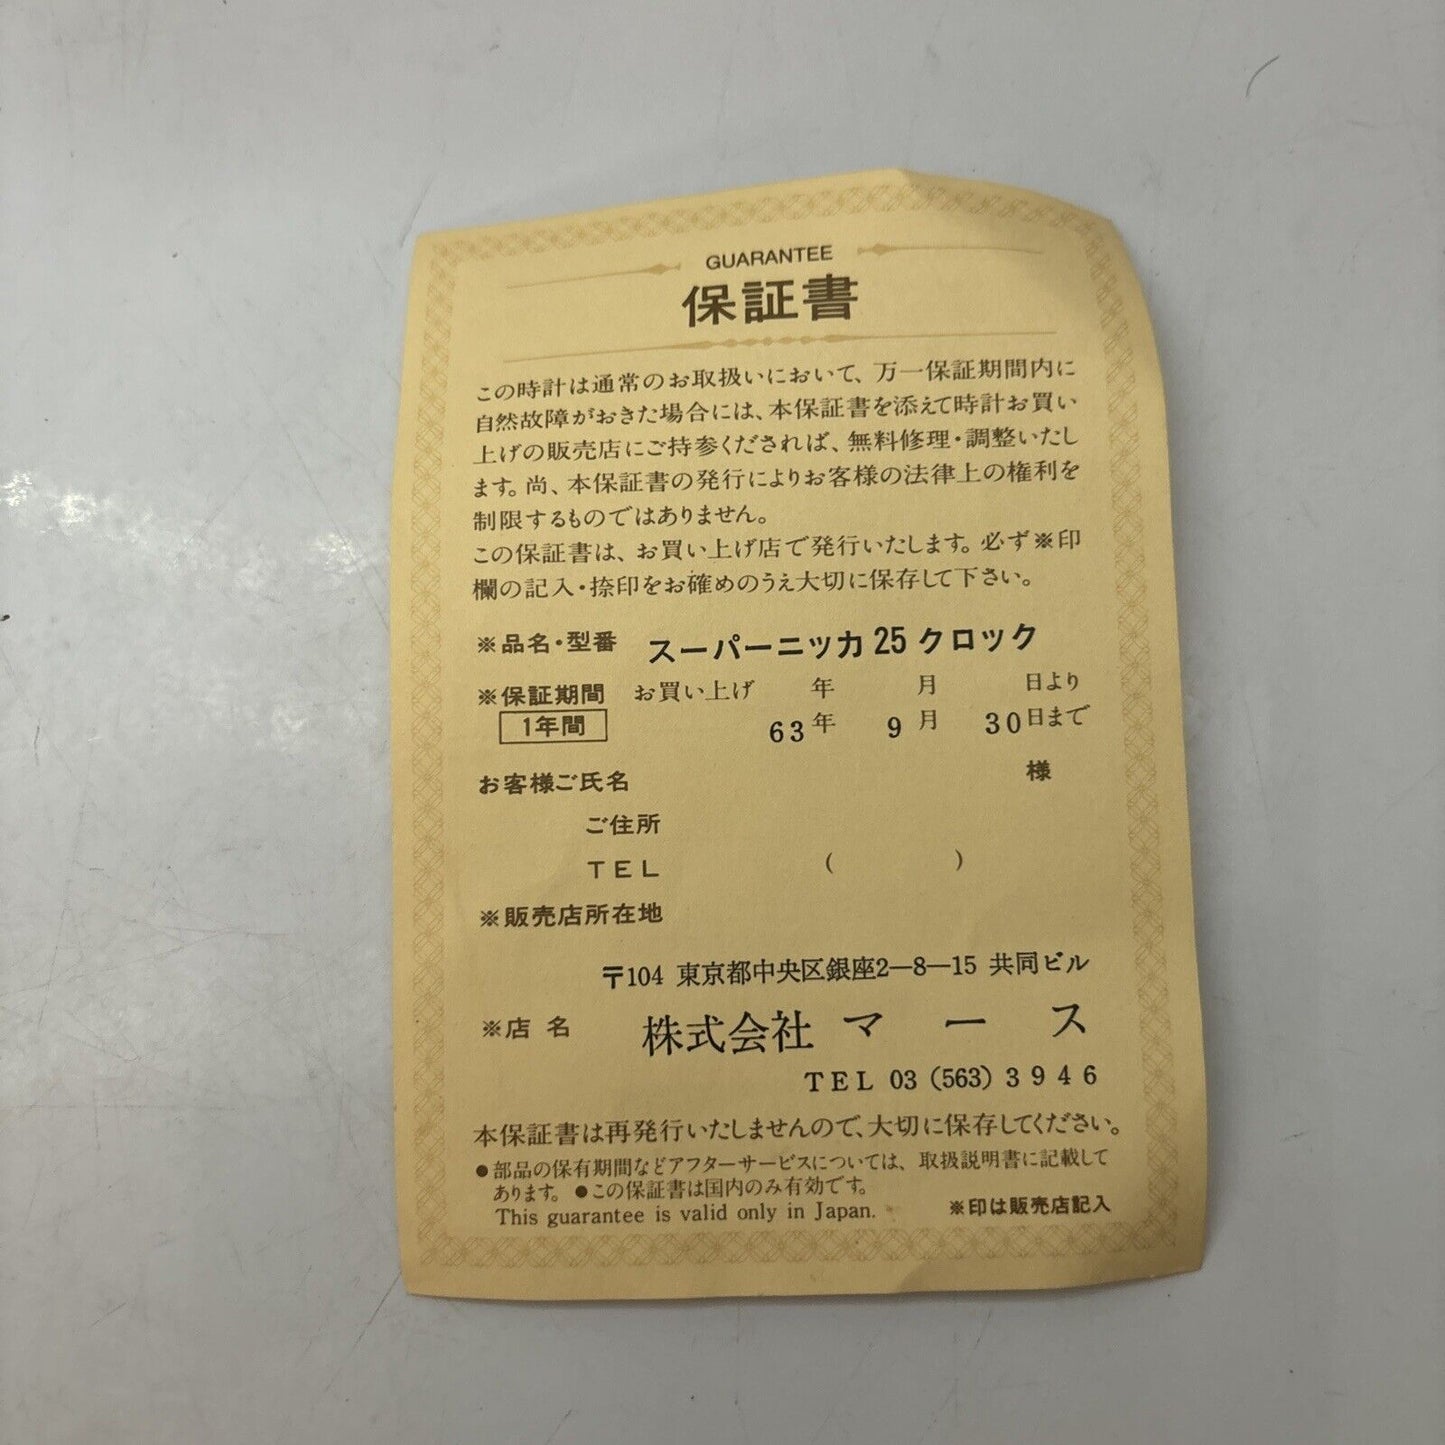 GUARANTEE
保証書
この時計は通常のお取扱いにおいて、万一保証期間内に
自然故障がおきた場合には、本保証書を添えて時計お買い
上げの販売店にご持参くだされば、無料修理・調整いたし
ます。尚、本保証書の発行によりお客様の法律上の権利を
制限するものではありません。
この保証書は、お買い上げ店で発行いたします。必ず※印
欄の記入・捺印をお確めのうえ大切に保存して下さい。
※品名・型番 スーパーニッカ25クロック
※保証期間 お買い上げ 年 月 日より
1年間 63年 9月 30日まで
お客様ご氏名 様
ご住所
TEL ( )
※販売店所在地
〒104 東京都中央区銀座2―8―15 共同ビル
※店名 株式会社 マース
TEL 03 (563) 3946
本保証書は再発行いたしませんので、大切に保存してください。
●部品の保有期間などアフターサービスについては、取扱説明書に記載して
あります。●この保証書は国内のみ有効です。
This guarantee is valid only in Japan. ※印は販売店記入